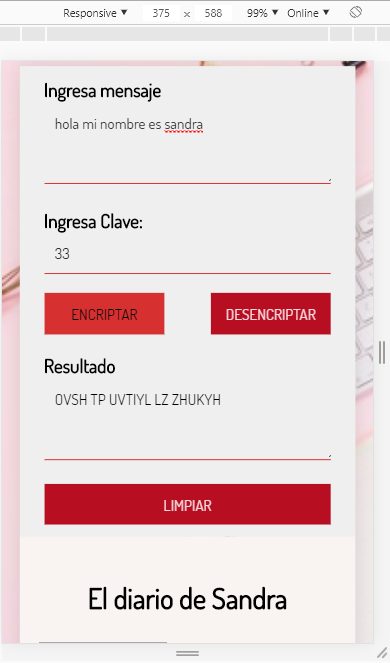 Responsive ▼ 375 x 588 99% ▼ Online ▼
Ingresa mensaje
hola mi nombre es sandra
Ingresa Clave:
33
ENCRIPTAR DESENCRIPTAR
Resultado
OVSH TP UVTIYL LZ ZHUKYH
LIMPIAR
El diario de Sandra